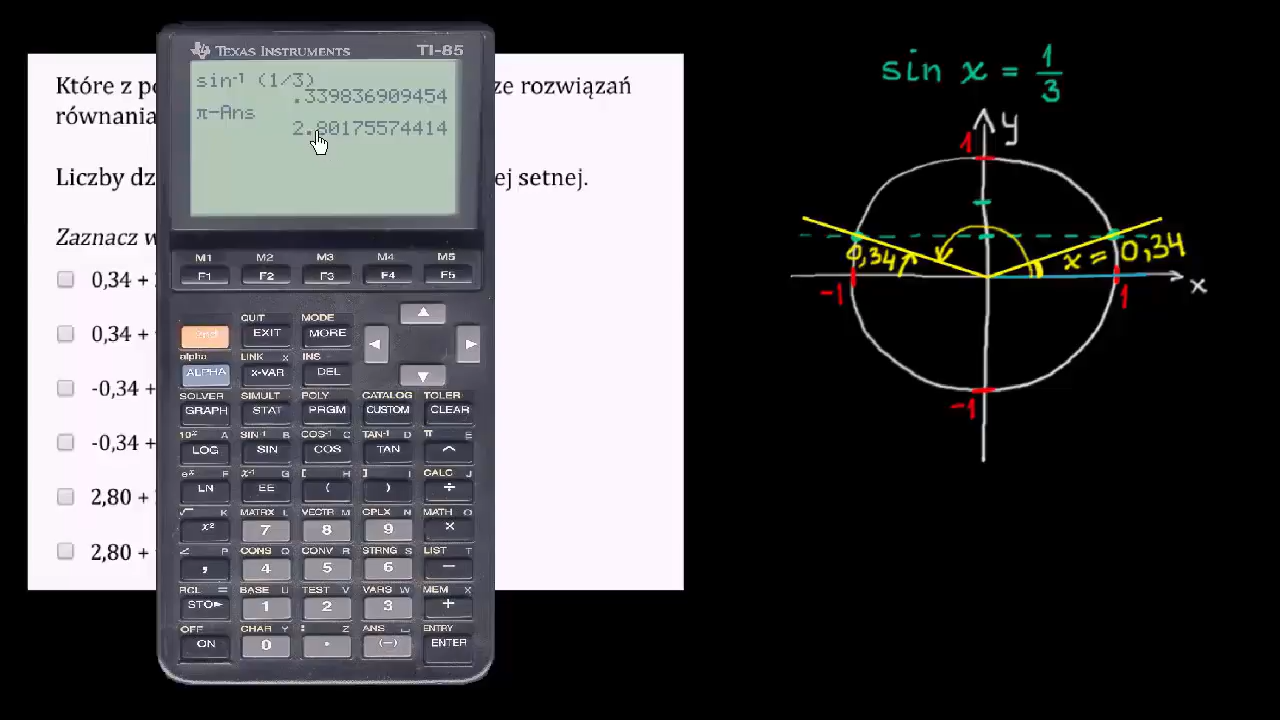 Które z po ze rozwiązań
równania
Liczby dz ej setnej.
Zaznacz w
0,34 +
0,34 +
-0,34 +
-0,34 +
2,80 +
2,80 +
TEXAS INSTRUMENTS TI-85
sin⁻¹ (1/3)
.339836909454
π-Ans
2.80175574414
M1 M2 M3 M4 M5
F1 F2 F3 F4 F5
QUIT MODE
2nd EXIT MORE
alpha LINK x INS
ALPHA x-VAR DEL
SOLVER SIMULT POLY CATALOG TOLER
GRAPH STAT PRGM CUSTOM CLEAR
10ˣ A SIN⁻¹ B COS⁻¹ C TAN⁻¹ D π E
LOG SIN COS TAN ^
eˣ F x⁻¹ G [ H ] I CALC J
LN EE ( ) ÷
√ K MATRX L VECTR M CPLX N MATH O
x² 7 8 9 ×
∠ P CONS Q CONV R STRNG S LIST T
, 4 5 6 −
RCL = BASE U TEST V VARS W MEM X
STO► 1 2 3 +
OFF CHAR Y : Z ANS ␣ ENTRY
ON 0 . (−) ENTER
sin x = 1/3
y
1
0,34 x = 0,34
-1 1 x
-1